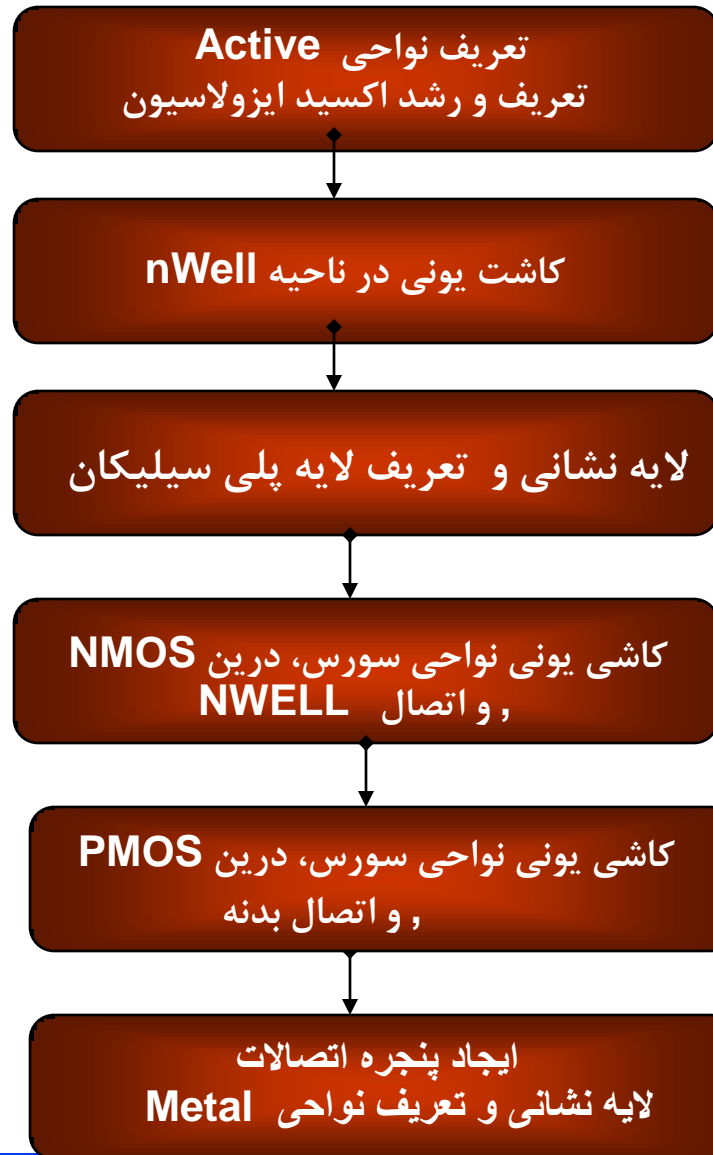 تعریف نواحی Active
تعریف و رشد اکسید ایزولاسیون
کاشت یونی در ناحیه nWell
لایه نشانی و تعریف لایه پلی سیلیکان
کاشی یونی نواحی سورس، درین NMOS
, و اتصال NWELL
کاشی یونی نواحی سورس، درین PMOS
, و اتصال بدنه
ایجاد پنجره اتصالات
لایه نشانی و تعریف نواحی Metal